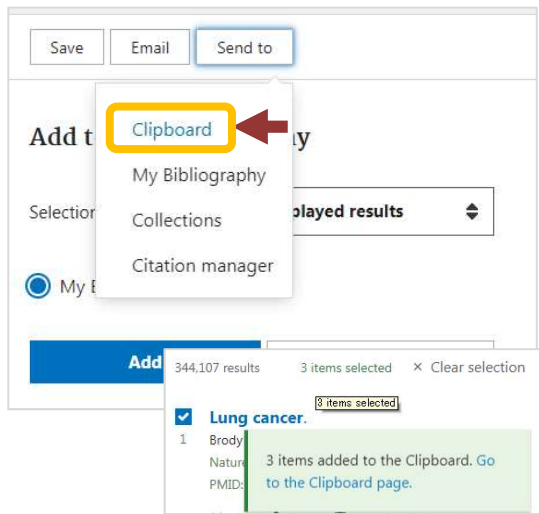 Save Email Send to
Add t
y
Clipboard
My Bibliography
Selection
played results
Collections
Citation manager
My
Add
344,107 results 3 items selected × Clear selection
3 items selected
Lung cancer.
1 Brody
Nature 3 items added to the Clipboard. Go
PMID: to the Clipboard page.